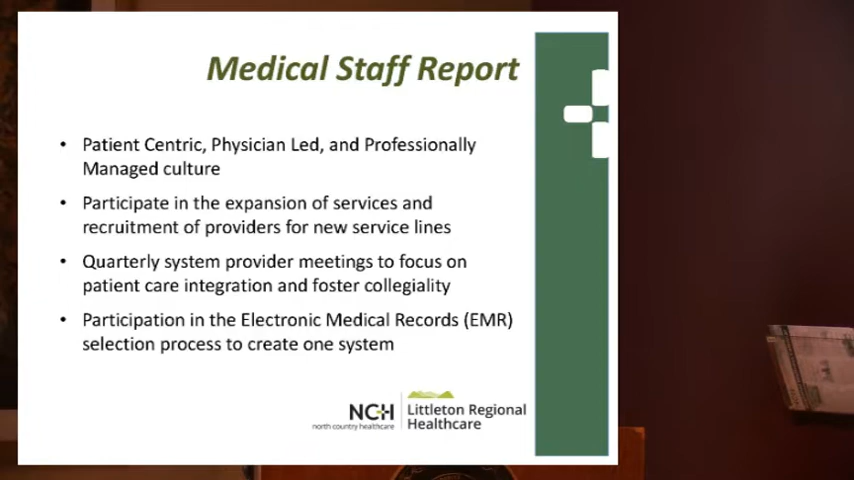 Medical Staff Report
• Patient Centric, Physician Led, and Professionally
Managed culture
• Participate in the expansion of services and
recruitment of providers for new service lines
• Quarterly system provider meetings to focus on
patient care integration and foster collegiality
• Participation in the Electronic Medical Records (EMR)
selection process to create one system
NCH
north country healthcare
Littleton Regional
Healthcare